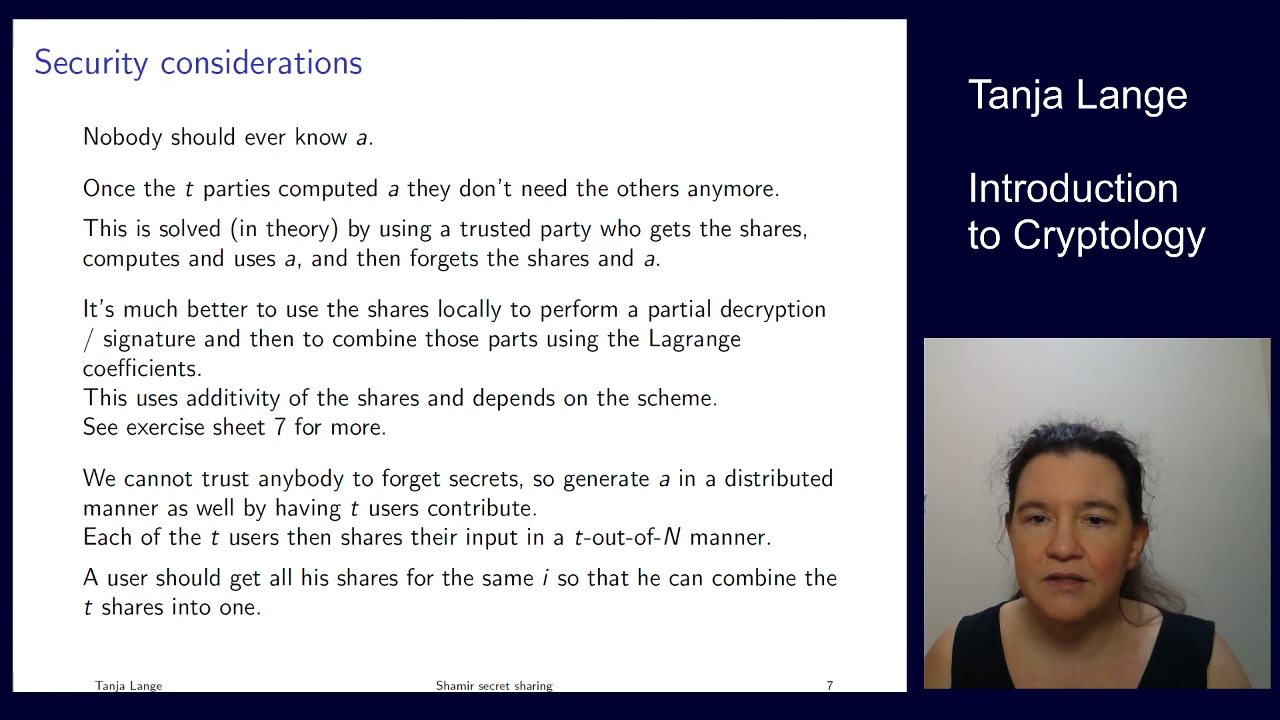 Security considerations
Nobody should ever know a.
Once the t parties computed a they don't need the others anymore.
This is solved (in theory) by using a trusted party who gets the shares,
computes and uses a, and then forgets the shares and a.
It's much better to use the shares locally to perform a partial decryption
/ signature and then to combine those parts using the Lagrange
coefficients.
This uses additivity of the shares and depends on the scheme.
See exercise sheet 7 for more.
We cannot trust anybody to forget secrets, so generate a in a distributed
manner as well by having t users contribute.
Each of the t users then shares their input in a t-out-of-N manner.
A user should get all his shares for the same i so that he can combine the
t shares into one.
Tanja Lange
Shamir secret sharing
7
Tanja Lange
Introduction
to Cryptology